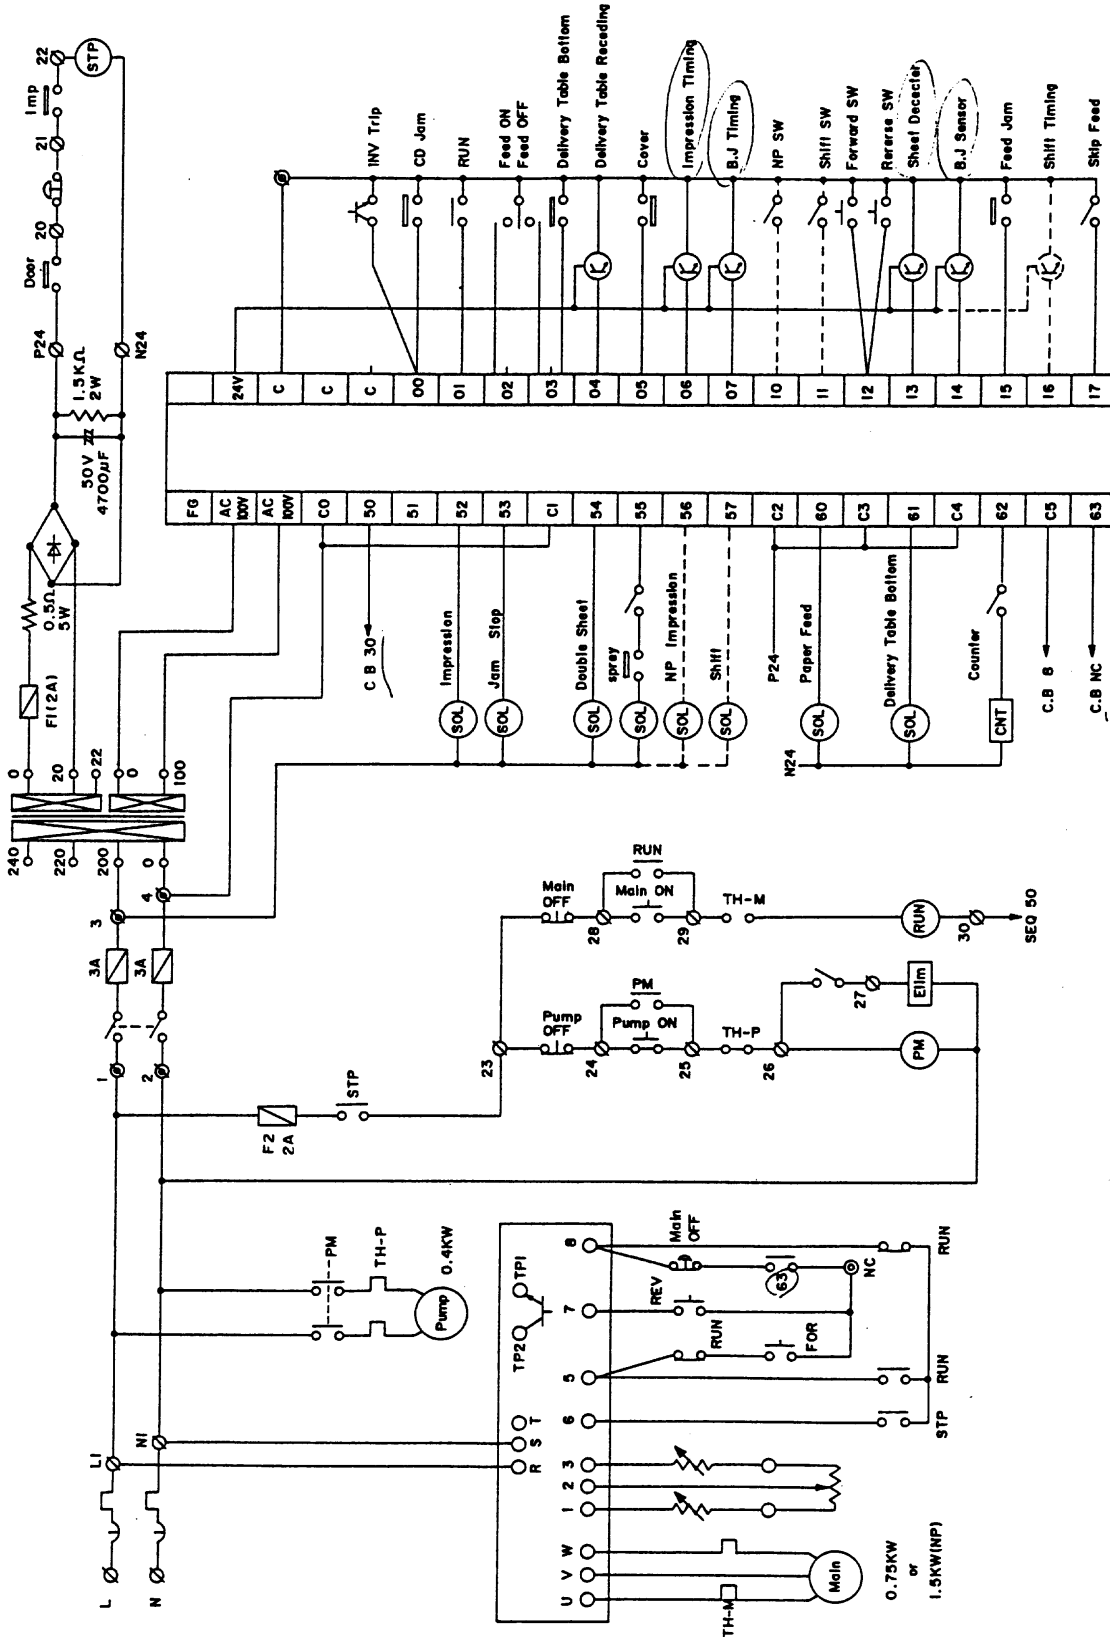 L
N
L1
N1
1
2
3A
3A
3
4
240
220
200
0
0
20
22
0
100
F1(2A)
0.5Ω
5W
50V
4700μF
1.5KΩ
2W
P24
N24
Door
20
21
Imp
22
STP
FG
AC
100V
AC
100V
C0
50
51
52
53
C1
54
55
56
57
C2
60
C3
61
C4
62
C5
63
24V
C
C
C
00
01
02
03
04
05
06
07
10
11
12
13
14
15
16
17
INV Trip
CD Jam
RUN
Feed ON
Feed OFF
Delivery Table Bottom
Delivery Table Receding
Cover
Impression Timing
B.J Timing
NP SW
Shift SW
Forward SW
Rererse SW
Sheet Dececter
B.J Sensor
Feed Jam
Shift Timing
Skip Feed
C B 30
Impression
SOL
Jam Stop
SOL
Double Sheet
SOL
sprey
SOL
NP Impression
SOL
Shift
SOL
P24
Paper Feed
SOL
Delivery Table Bottom
SOL
N24
Counter
CNT
C.B 8
C.B NC
F2
2A
STP
23
Main
OFF
28
RUN
Main ON
29
TH-M
RUN
30
SEQ 50
Pump
OFF
24
PM
Pump ON
25
TH-P
26
27
Elim
PM
PM
TH-P
Pump
0.4KW
R
S
T
TP2
TP1
U
V
W
1
2
3
6
5
7
8
TH-M
Main
0.75KW
or
1.5KW(NP)
REV
RUN
FOR
Main
OFF
63
NC
STP
RUN
RUN